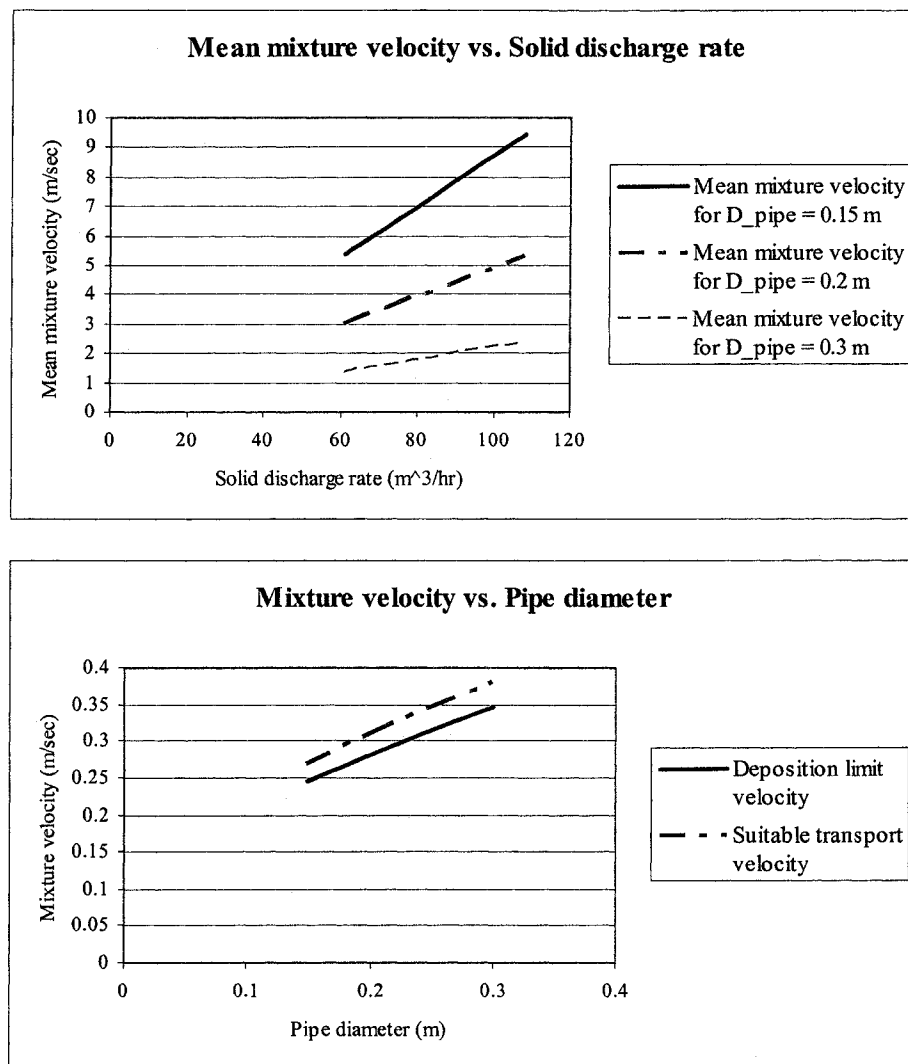 Mean mixture velocity vs. Solid discharge rate
Mean mixture velocity (m/sec)
10
9
8
7
6
5
4
3
2
1
0
0 20 40 60 80 100 120
Solid discharge rate (m^3/hr)
Mean mixture velocity
for D_pipe = 0.15 m
Mean mixture velocity
for D_pipe = 0.2 m
Mean mixture velocity
for D_pipe = 0.3 m
Mixture velocity vs. Pipe diameter
Mixture velocity (m/sec)
0.4
0.35
0.3
0.25
0.2
0.15
0.1
0.05
0
0 0.1 0.2 0.3 0.4
Pipe diameter (m)
Deposition limit
velocity
Suitable transport
velocity